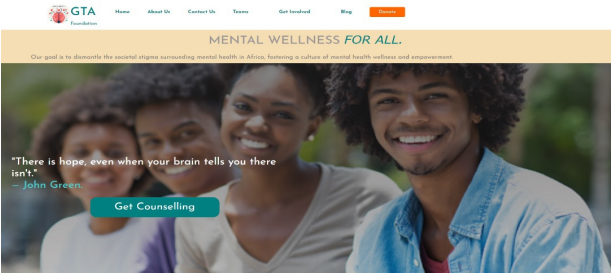 GTA
Foundation
Home About Us Contact Us Teams Get Involved Blog Donate
MENTAL WELLNESS FOR ALL.
Our goal is to dismantle the societal stigma surrounding mental health in Africa, fostering a culture of mental health wellness and empowerment.
"There is hope, even when your brain tells you there
isn't."
— John Green.
Get Counselling